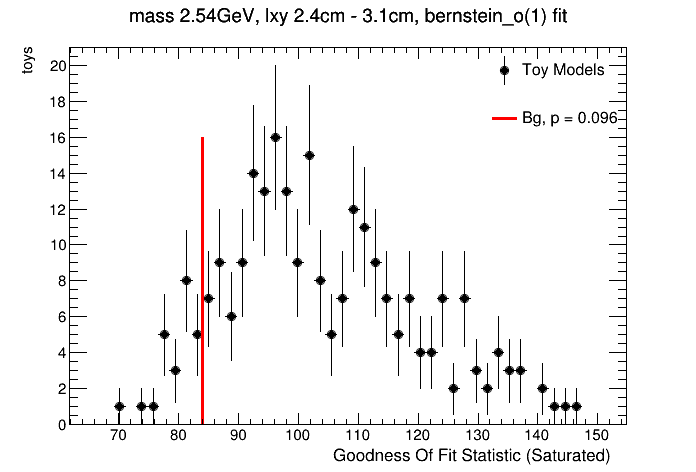 mass 2.54GeV, lxy 2.4cm - 3.1cm, bernstein_o(1) fit
toys
Toy Models
Bg, p = 0.096
20
18
16
14
12
10
8
6
4
2
0
70 80 90 100 110 120 130 140 150
Goodness Of Fit Statistic (Saturated)